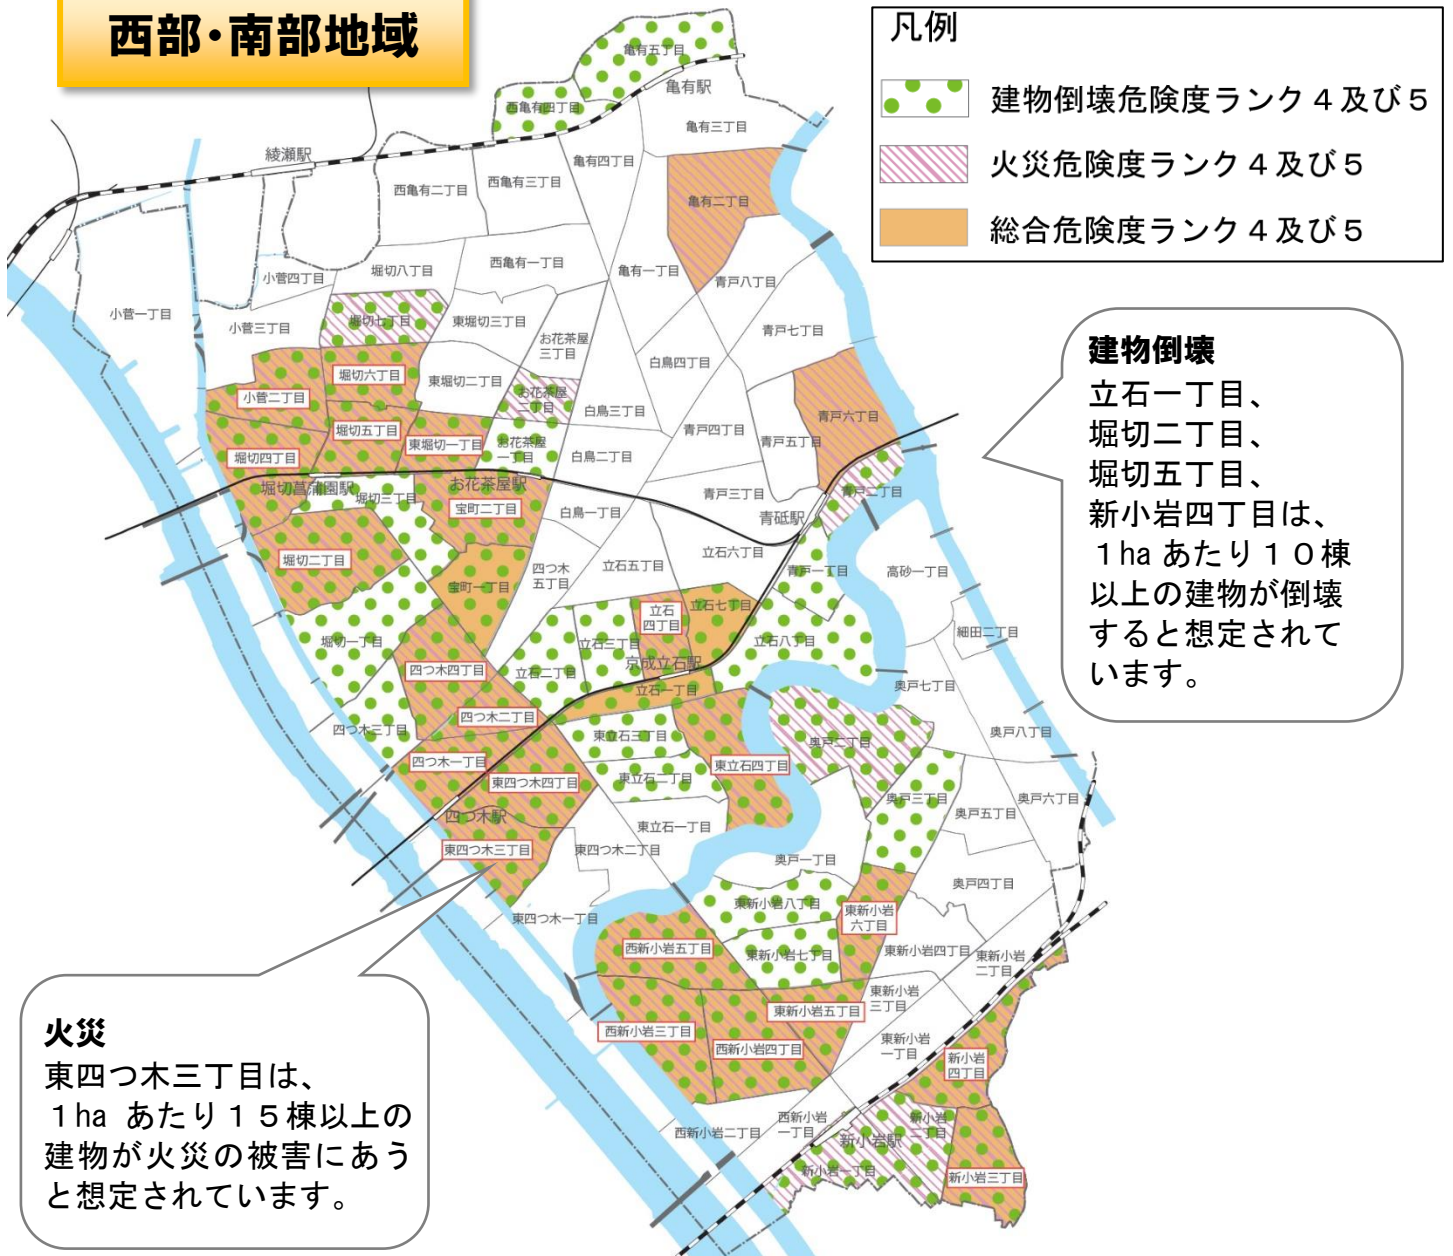 西部・南部地域
凡例
建物倒壊危険度ランク４及び５
火災危険度ランク４及び５
総合危険度ランク４及び５
亀有五丁目
西亀有四丁目
亀有駅
亀有三丁目
綾瀬駅
亀有四丁目
西亀有三丁目
西亀有二丁目
亀有二丁目
西亀有一丁目
堀切八丁目
亀有一丁目
小菅四丁目
青戸八丁目
小菅一丁目
小菅三丁目
堀切七丁目
東堀切三丁目
お花茶屋
三丁目
青戸七丁目
白鳥四丁目
堀切六丁目
東堀切二丁目
小菅二丁目
お花茶屋
二丁目
白鳥三丁目
青戸六丁目
堀切五丁目
青戸四丁目
青戸五丁目
東堀切一丁目
お花茶屋
一丁目
堀切四丁目
白鳥二丁目
堀切菖蒲園駅
堀切三丁目
お花茶屋駅
青戸三丁目
青戸二丁目
宝町二丁目
白鳥一丁目
青砥駅
堀切二丁目
四つ木
五丁目
立石五丁目
立石六丁目
青戸一丁目
高砂一丁目
宝町一丁目
立石
四丁目
立石七丁目
堀切一丁目
立石三丁目
立石八丁目
細田二丁目
京成立石駅
四つ木四丁目
立石二丁目
立石一丁目
奥戸七丁目
四つ木三丁目
四つ木二丁目
東立石三丁目
奥戸二丁目
奥戸八丁目
四つ木一丁目
東立石四丁目
東四つ木四丁目
東立石二丁目
奥戸三丁目
奥戸六丁目
四つ木駅
東立石一丁目
奥戸五丁目
東四つ木三丁目
東四つ木二丁目
奥戸一丁目
奥戸四丁目
東四つ木一丁目
東新小岩八丁目
東新小岩
六丁目
西新小岩五丁目
東新小岩七丁目
東新小岩四丁目
東新小岩
二丁目
東新小岩
三丁目
東新小岩五丁目
西新小岩三丁目
西新小岩四丁目
東新小岩
一丁目
新小岩
四丁目
西新小岩
一丁目
西新小岩二丁目
新小岩
二丁目
新小岩駅
新小岩一丁目
新小岩三丁目
建物倒壊
立石一丁目、
堀切二丁目、
堀切五丁目、
新小岩四丁目は、
１ha あたり１０棟
以上の建物が倒壊
すると想定されて
います。
火災
東四つ木三丁目は、
１ha あたり１５棟以上の
建物が火災の被害にあう
と想定されています。